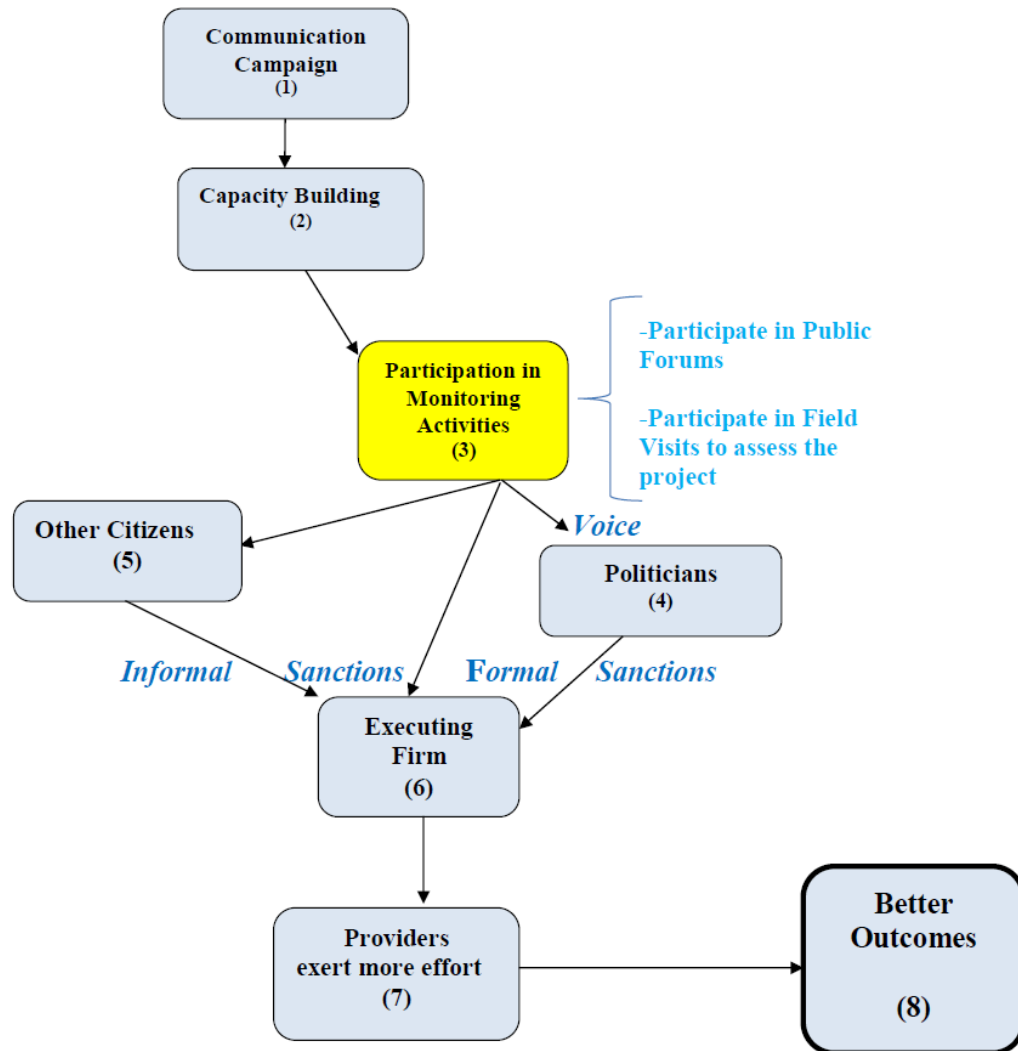 Communication
Campaign
(1)
Capacity Building
(2)
Participation in
Monitoring
Activities
(3)
-Participate in Public
Forums
-Participate in Field
Visits to assess the
project
Other Citizens
(5)
Voice
Politicians
(4)
Informal Sanctions Formal Sanctions
Executing
Firm
(6)
Providers
exert more effort
(7)
Better
Outcomes
(8)